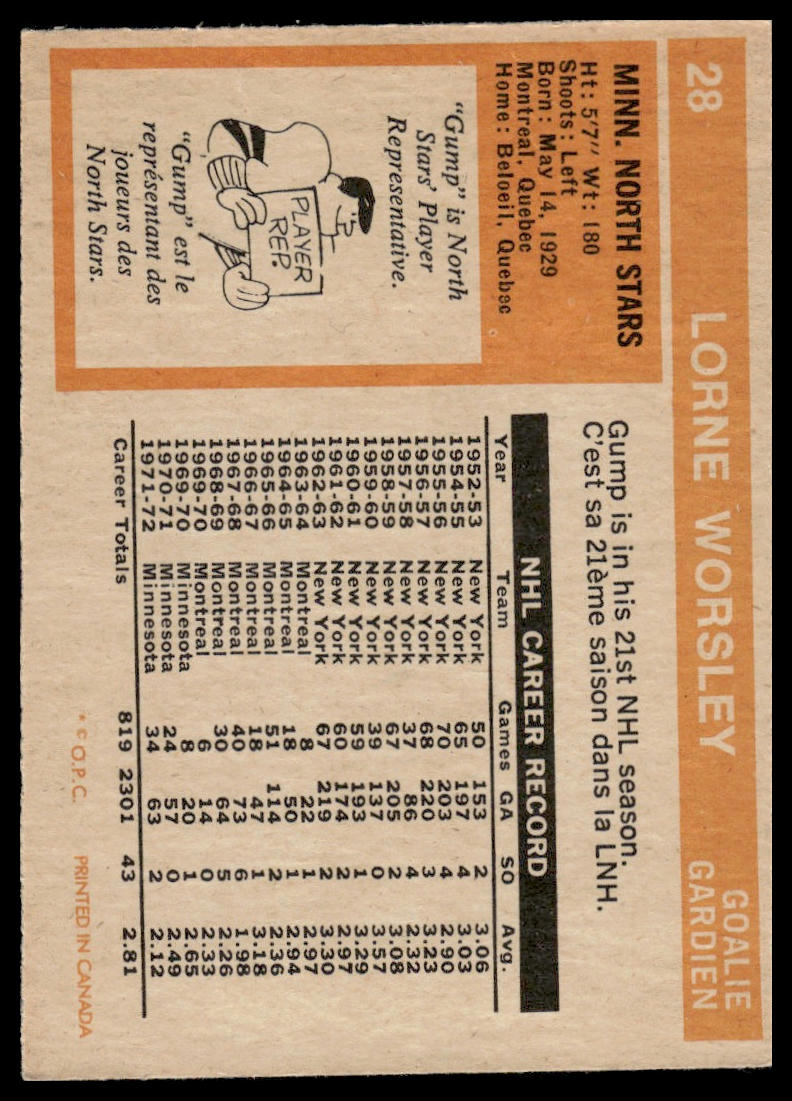 28 LORNE WORSLEY GOALIE
GARDIEN
MINN. NORTH STARS
Ht: 5'7" Wt: 180
Shoots: Left
Born: May 14, 1929
Montreal, Quebec
Home: Beloeil, Quebec
"Gump" is North
Stars' Player
Representative.
PLAYER
REP.
"Gump" est le
représentant des
joueurs des
North Stars.
Gump is in his 21st NHL season.
C'est sa 21ème saison dans la LNH.
NHL CAREER RECORD
Year Team Games GA SO Avg.
1952-53 New York 50 153 2 3.06
1954-55 New York 65 197 4 3.03
1955-56 New York 70 203 4 2.90
1956-57 New York 68 220 3 3.23
1957-58 New York 37 86 4 2.32
1958-59 New York 67 205 2 3.08
1959-60 New York 39 137 0 3.57
1960-61 New York 59 193 1 3.29
1961-62 New York 60 174 2 2.97
1962-63 New York 67 219 2 3.30
1963-64 Montreal 8 22 1 2.97
1964-65 Montreal 18 50 1 2.94
1965-66 Montreal 51 114 2 2.36
1966-67 Montreal 18 47 1 3.18
1967-68 Montreal 40 73 6 1.98
1968-69 Montreal 30 64 5 2.26
1969-70 Montreal 6 14 0 2.33
1969-70 Minnesota 8 20 1 2.65
1970-71 Minnesota 24 57 0 2.49
1971-72 Minnesota 34 63 2 2.12
Career Totals 819 2301 43 2.81
* © O.P.C. PRINTED IN CANADA